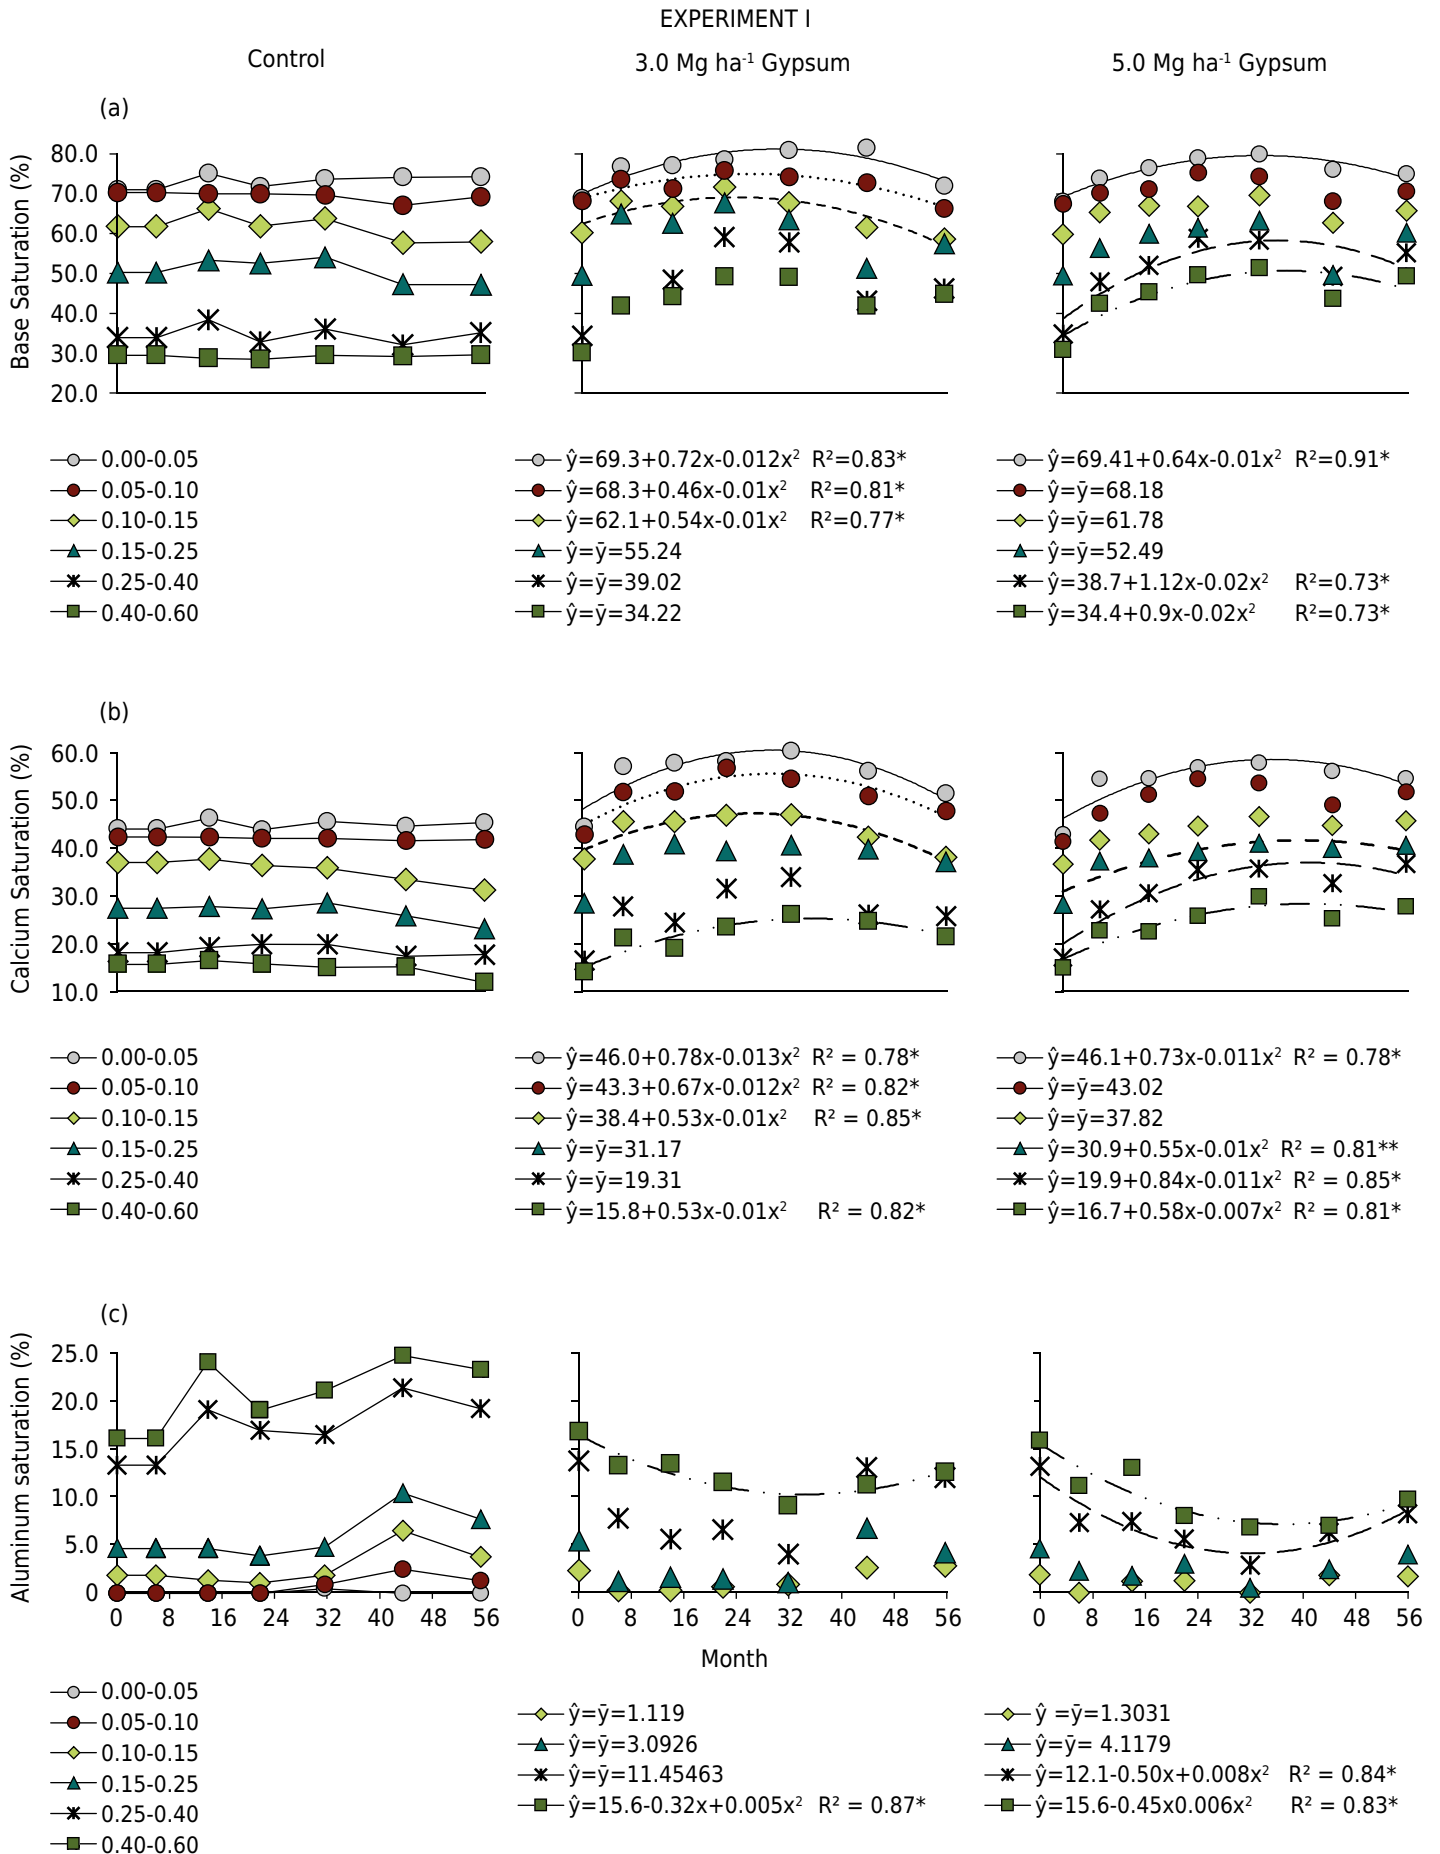 EXPERIMENT I
Control
3.0 Mg ha⁻¹ Gypsum
5.0 Mg ha⁻¹ Gypsum
(a)
Base Saturation (%)
80.0
70.0
60.0
50.0
40.0
30.0
20.0
0.00-0.05
0.05-0.10
0.10-0.15
0.15-0.25
0.25-0.40
0.40-0.60
ŷ=69.3+0.72x-0.012x² R²=0.83*
ŷ=68.3+0.46x-0.01x² R²=0.81*
ŷ=62.1+0.54x-0.01x² R²=0.77*
ŷ=ȳ=55.24
ŷ=ȳ=39.02
ŷ=ȳ=34.22
ŷ=69.41+0.64x-0.01x² R²=0.91*
ŷ=ȳ=68.18
ŷ=ȳ=61.78
ŷ=ȳ=52.49
ŷ=38.7+1.12x-0.02x² R²=0.73*
ŷ=34.4+0.9x-0.02x² R²=0.73*
(b)
Calcium Saturation (%)
60.0
50.0
40.0
30.0
20.0
10.0
0.00-0.05
0.05-0.10
0.10-0.15
0.15-0.25
0.25-0.40
0.40-0.60
ŷ=46.0+0.78x-0.013x² R² = 0.78*
ŷ=43.3+0.67x-0.012x² R² = 0.82*
ŷ=38.4+0.53x-0.01x² R² = 0.85*
ŷ=ȳ=31.17
ŷ=ȳ=19.31
ŷ=15.8+0.53x-0.01x² R² = 0.82*
ŷ=46.1+0.73x-0.011x² R² = 0.78*
ŷ=ȳ=43.02
ŷ=ȳ=37.82
ŷ=30.9+0.55x-0.01x² R² = 0.81**
ŷ=19.9+0.84x-0.011x² R² = 0.85*
ŷ=16.7+0.58x-0.007x² R² = 0.81*
(c)
Aluminum saturation (%)
25.0
20.0
15.0
10.0
5.0
0
0 8 16 24 32 40 48 56
0 8 16 24 32 40 48 56
0 8 16 24 32 40 48 56
Month
0.00-0.05
0.05-0.10
0.10-0.15
0.15-0.25
0.25-0.40
0.40-0.60
ŷ=ȳ=1.119
ŷ=ȳ=3.0926
ŷ=ȳ=11.45463
ŷ=15.6-0.32x+0.005x² R² = 0.87*
ŷ =ȳ=1.3031
ŷ=ȳ= 4.1179
ŷ=12.1-0.50x+0.008x² R² = 0.84*
ŷ=15.6-0.45x0.006x² R² = 0.83*